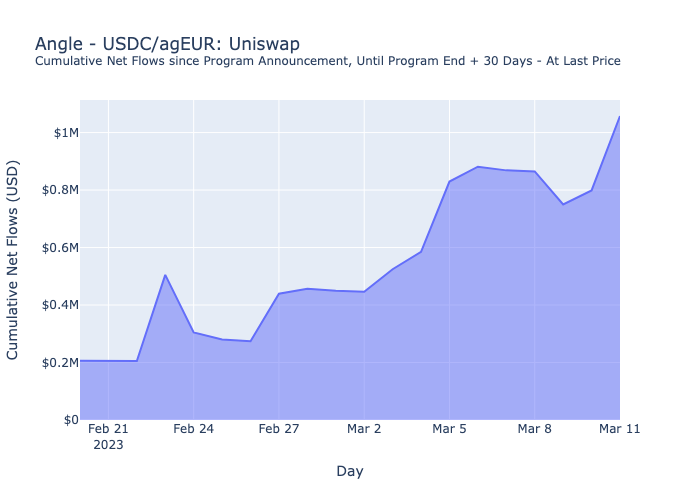 Angle - USDC/agEUR: Uniswap
Cumulative Net Flows since Program Announcement, Until Program End + 30 Days - At Last Price
Cumulative Net Flows (USD)
$1M
$0.8M
$0.6M
$0.4M
$0.2M
$0
Feb 21 Feb 24 Feb 27 Mar 2 Mar 5 Mar 8 Mar 11
2023
Day